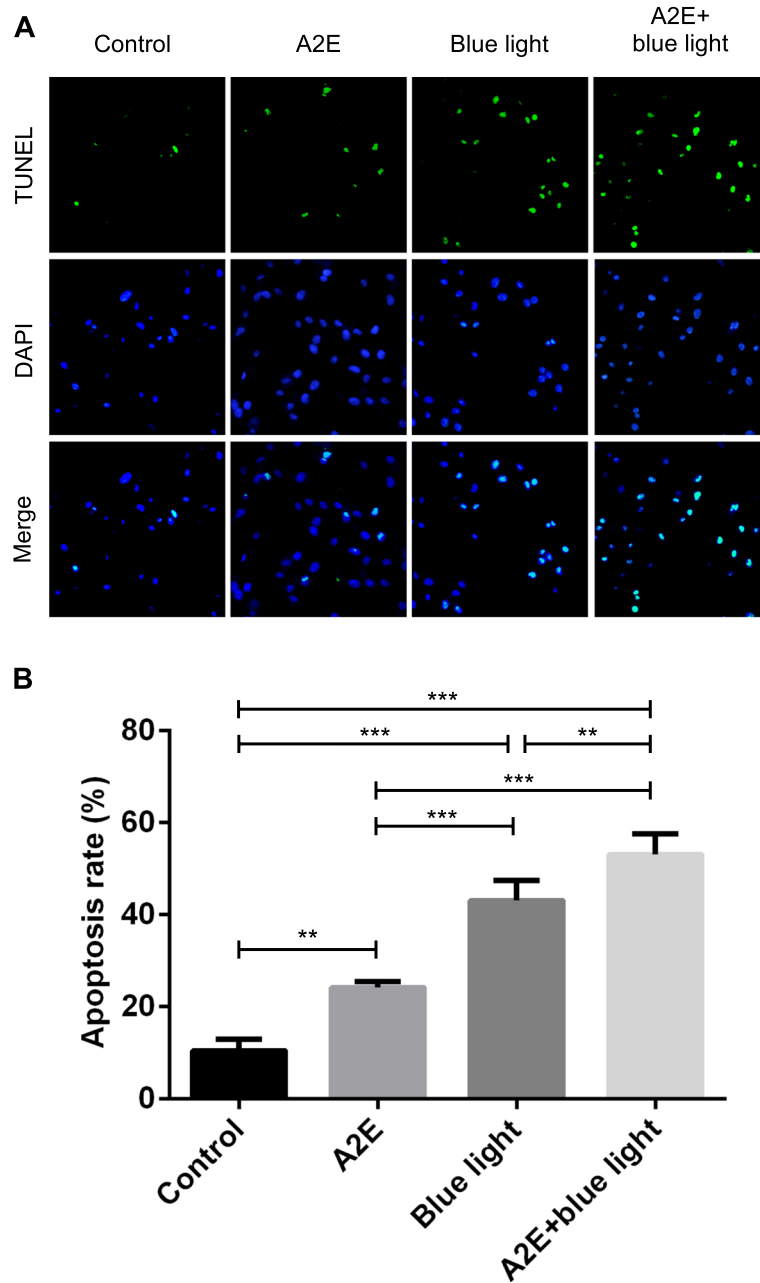 A
Control
A2E
Blue light
A2E+
blue light
TUNEL
DAPI
Merge
B
***
***
**
***
***
**
Apoptosis rate (%)
80
60
40
20
0
Control
A2E
Blue light
A2E+blue light